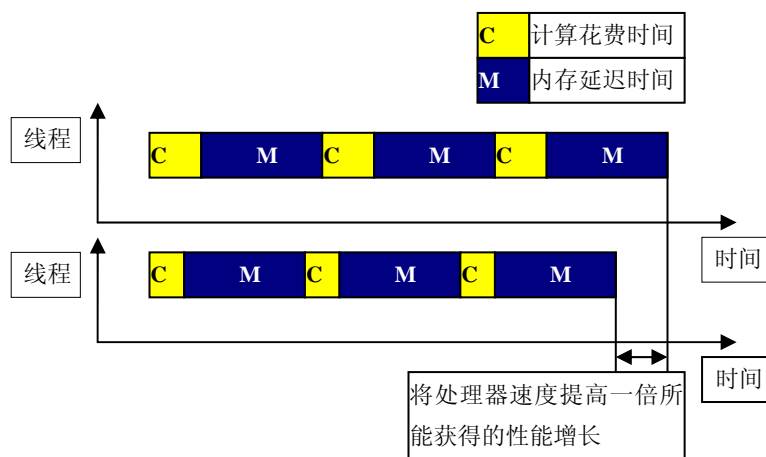 C 计算花费时间
M 内存延迟时间
线程
C M C M C M
时间
线程
C M C M C M
时间
将处理器速度提高一倍所
能获得的性能增长